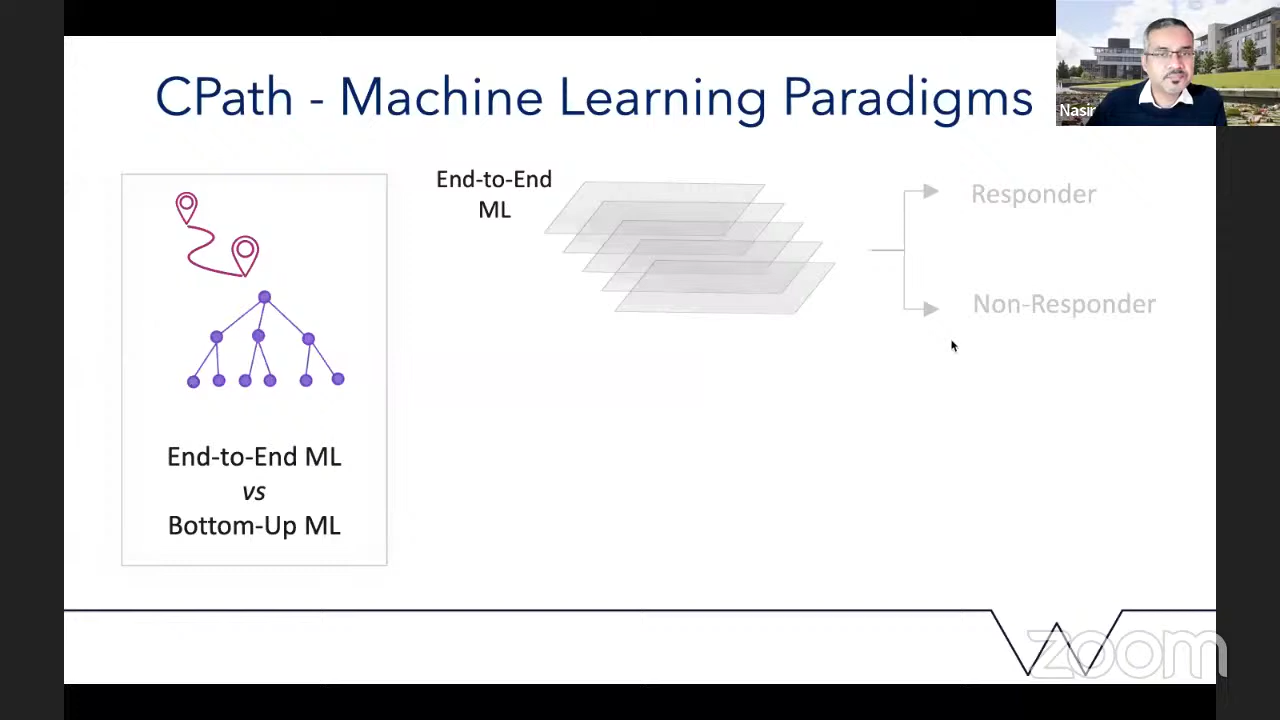 CPath - Machine Learning Paradigms
Nasir
End-to-End
ML
Responder
Non-Responder
End-to-End ML
vs
Bottom-Up ML
zoom